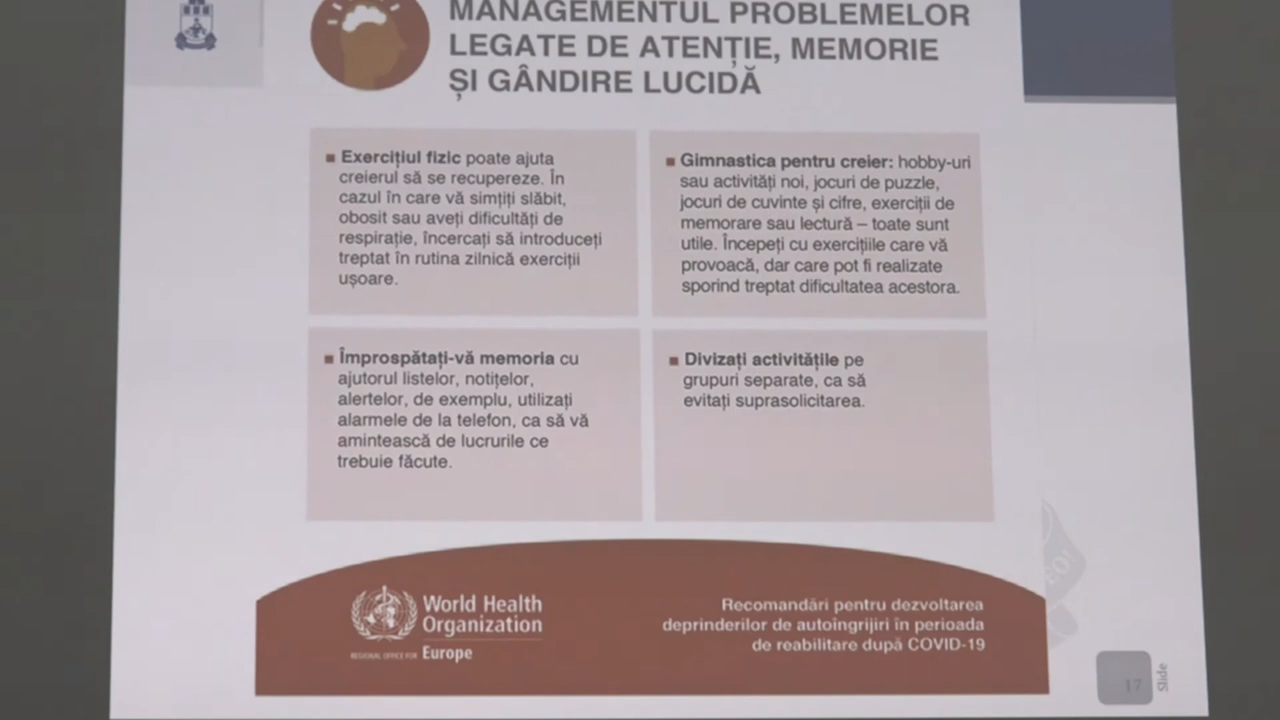 MANAGEMENTUL PROBLEMELOR
LEGATE DE ATENȚIE, MEMORIE
ȘI GÂNDIRE LUCIDĂ
Exercițiul fizic poate ajuta
creierul să se recupereze. În
cazul în care vă simțiți slăbit,
obosit sau aveți dificultăți de
respirație, încercați să introduceți
treptat în rutina zilnică exerciții
ușoare.
Gimnastica pentru creier: hobby-uri
sau activități noi, jocuri de puzzle,
jocuri de cuvinte și cifre, exerciții de
memorare sau lectură – toate sunt
utile. Începeți cu exercițiile care vă
provoacă, dar care pot fi realizate
sporind treptat dificultatea acestora.
Împrospătați-vă memoria cu
ajutorul listelor, notițelor,
alertelor, de exemplu, utilizați
alarmele de la telefon, ca să vă
amintească de lucrurile ce
trebuie făcute.
Divizați activitățile pe
grupuri separate, ca să
evitați suprasolicitarea.
World Health
Organization
REGIONAL OFFICE FOR Europe
Recomandări pentru dezvoltarea
deprinderilor de autoingrijiri în perioada
de reabilitare după COVID-19
17
Slide